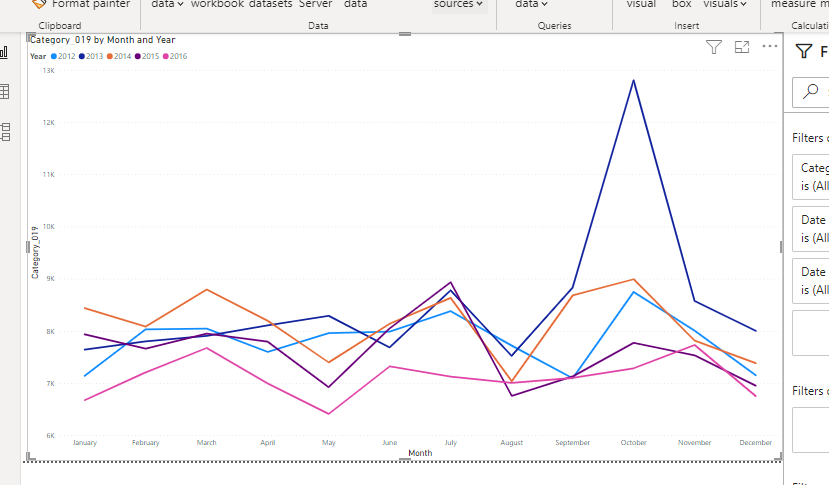 Format painter
data
workbook datasets Server
data
sources
data
visual
box
visuals
measure
Clipboard
Data
Queries
Insert
Category_019 by Month and Year
Year 2012 2013 2014 2015 2016
13K
12K
11K
10K
9K
8K
7K
6K
Category_019
January February March April May June July August September October November December
Month
F
Filters
is (All
Date
is (All
Date
is (All
Filters